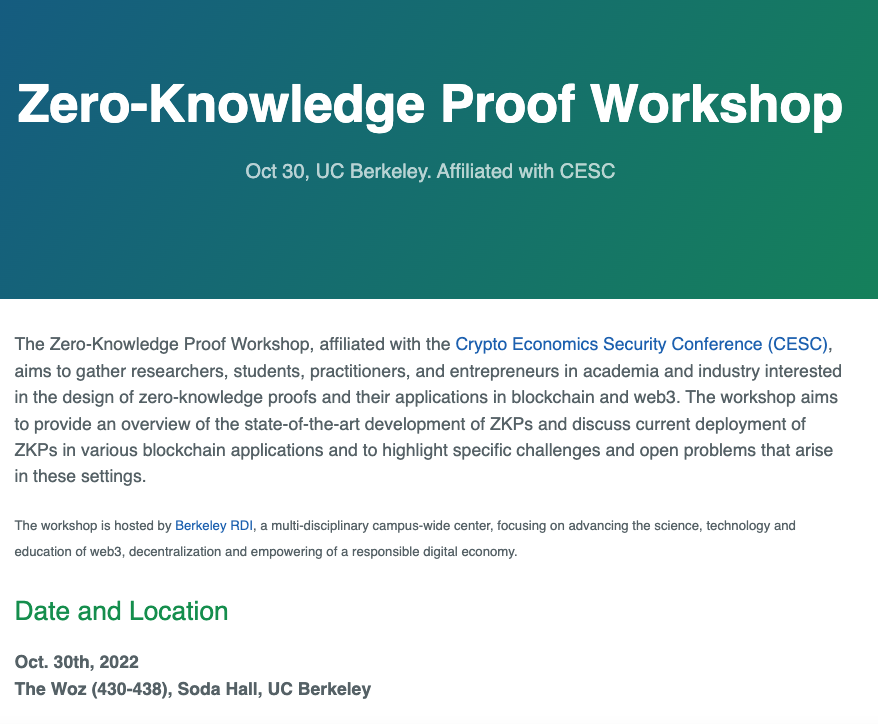 Zero-Knowledge Proof Workshop
Oct 30, UC Berkeley. Affiliated with CESC
The Zero-Knowledge Proof Workshop, affiliated with the Crypto Economics Security Conference (CESC),
aims to gather researchers, students, practitioners, and entrepreneurs in academia and industry interested
in the design of zero-knowledge proofs and their applications in blockchain and web3. The workshop aims
to provide an overview of the state-of-the-art development of ZKPs and discuss current deployment of
ZKPs in various blockchain applications and to highlight specific challenges and open problems that arise
in these settings.
The workshop is hosted by Berkeley RDI, a multi-disciplinary campus-wide center, focusing on advancing the science, technology and
education of web3, decentralization and empowering of a responsible digital economy.
Date and Location
Oct. 30th, 2022
The Woz (430-438), Soda Hall, UC Berkeley